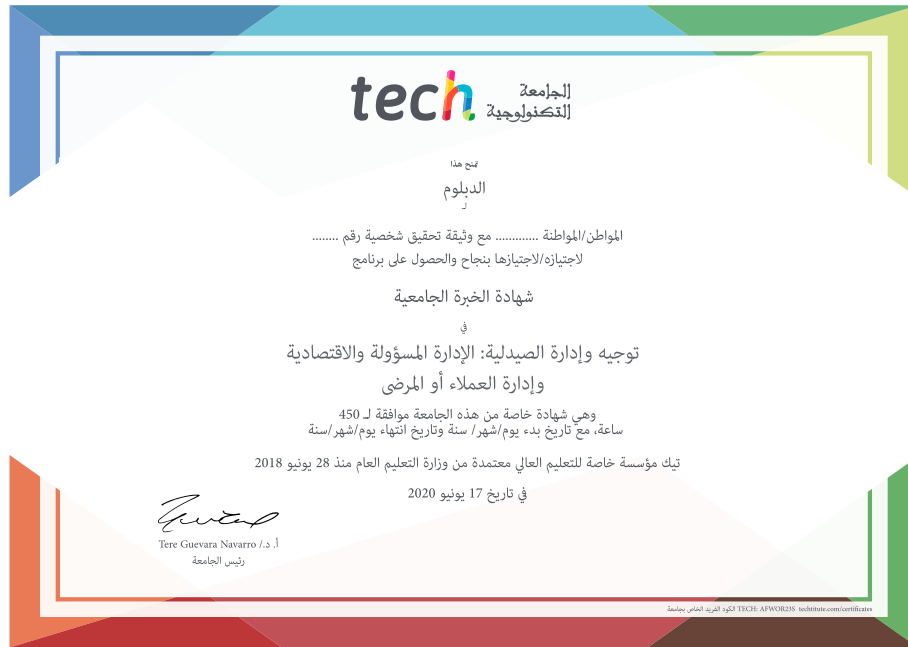 tech الجامعة
التكنولوجية
تمنح هذا
الدبلوم
لـ
المواطن/المواطنة ............. مع وثيقة تحقيق شخصية رقم ........
لاجتيازه/لاجتيازها بنجاح والحصول على برنامج
شهادة الخبرة الجامعية
في
توجيه وإدارة الصيدلية: الإدارة المسؤولة والاقتصادية
وإدارة العملاء أو المرضى
وهي شهادة خاصة من هذه الجامعة موافقة لـ 450
ساعة، مع تاريخ بدء يوم/شهر/ سنة وتاريخ انتهاء يوم/شهر/سنة
تيك مؤسسة خاصة للتعليم العالي معتمدة من وزارة التعليم العام منذ 28 يونيو 2018
في تاريخ 17 يونيو 2020
أ. د./ Tere Guevara Navarro
رئيس الجامعة
الكود الفريد الخاص بجامعة TECH: AFWOR23S techtitute.com/certificates